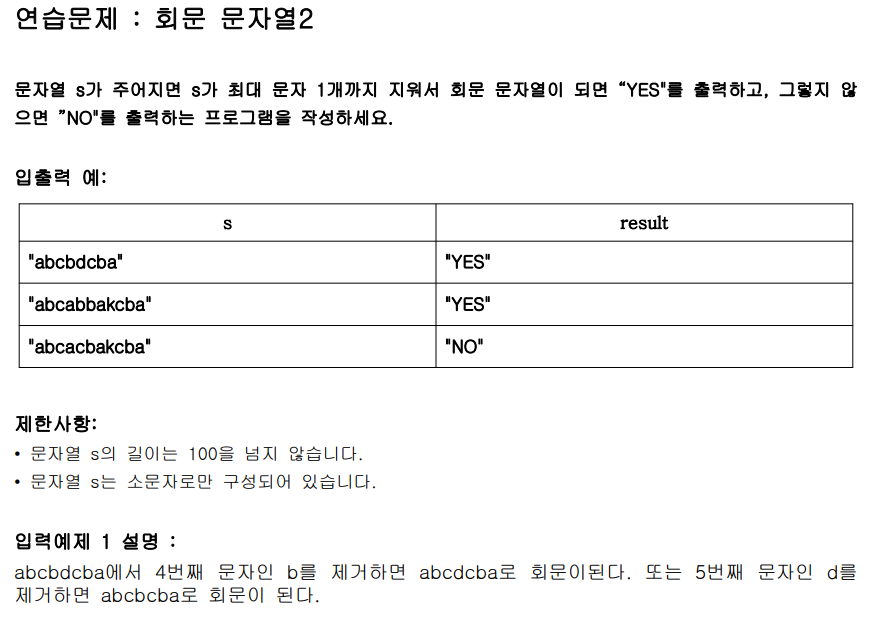 연습문제 : 회문 문자열2
문자열 s가 주어지면 s가 최대 문자 1개까지 지워서 회문 문자열이 되면 “YES"를 출력하고, 그렇지 않
으면 ”NO"를 출력하는 프로그램을 작성하세요.
입출력 예:
s result
"abcbdcba" "YES"
"abcabbakcba" "YES"
"abcacbakcba" "NO"
제한사항:
• 문자열 s의 길이는 100을 넘지 않습니다.
• 문자열 s는 소문자로만 구성되어 있습니다.
입력예제 1 설명 :
abcbdcba에서 4번째 문자인 b를 제거하면 abcdcba로 회문이된다. 또는 5번째 문자인 d를
제거하면 abcbcba로 회문이 된다.